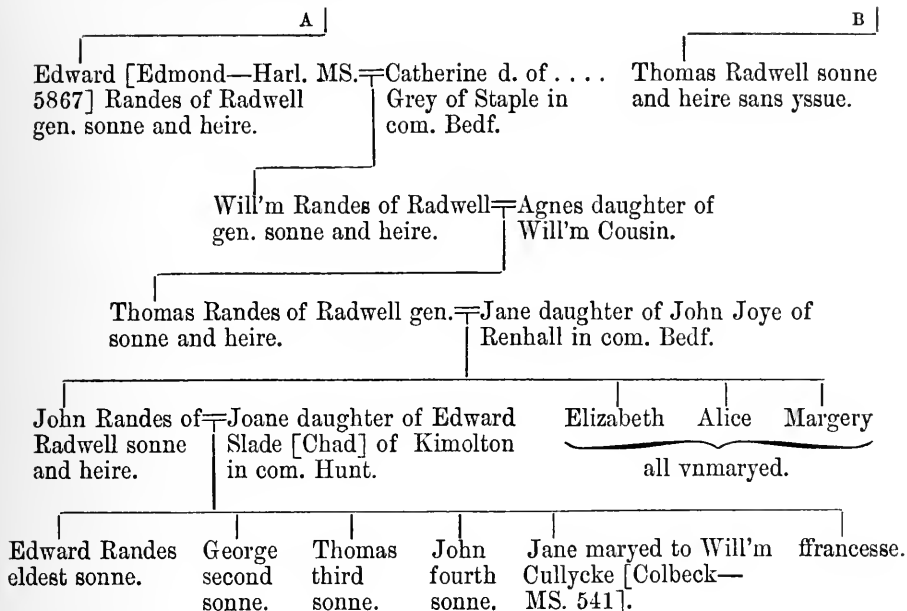 A
B
Edward [Edmond—Harl. MS.
5867] Randes of Radwell
gen. sonne and heire.
Catherine d. of . . . .
Grey of Staple in
com. Bedf.
Thomas Radwell sonne
and heire sans yssue.
Will'm Randes of Radwell
gen. sonne and heire.
Agnes daughter of
Will'm Cousin.
Thomas Randes of Radwell gen.
sonne and heire.
Jane daughter of John Joye of
Renhall in com. Bedf.
John Randes of
Radwell sonne
and heire.
Joane daughter of Edward
Slade [Chad] of Kimolton
in com. Hunt.
Elizabeth Alice Margery
all vnmaryed.
Edward Randes
eldest sonne.
George
second
sonne.
Thomas
third
sonne.
John
fourth
sonne.
Jane maryed to Will'm
Cullycke [Colbeck—
MS. 541].
ffrancesse.